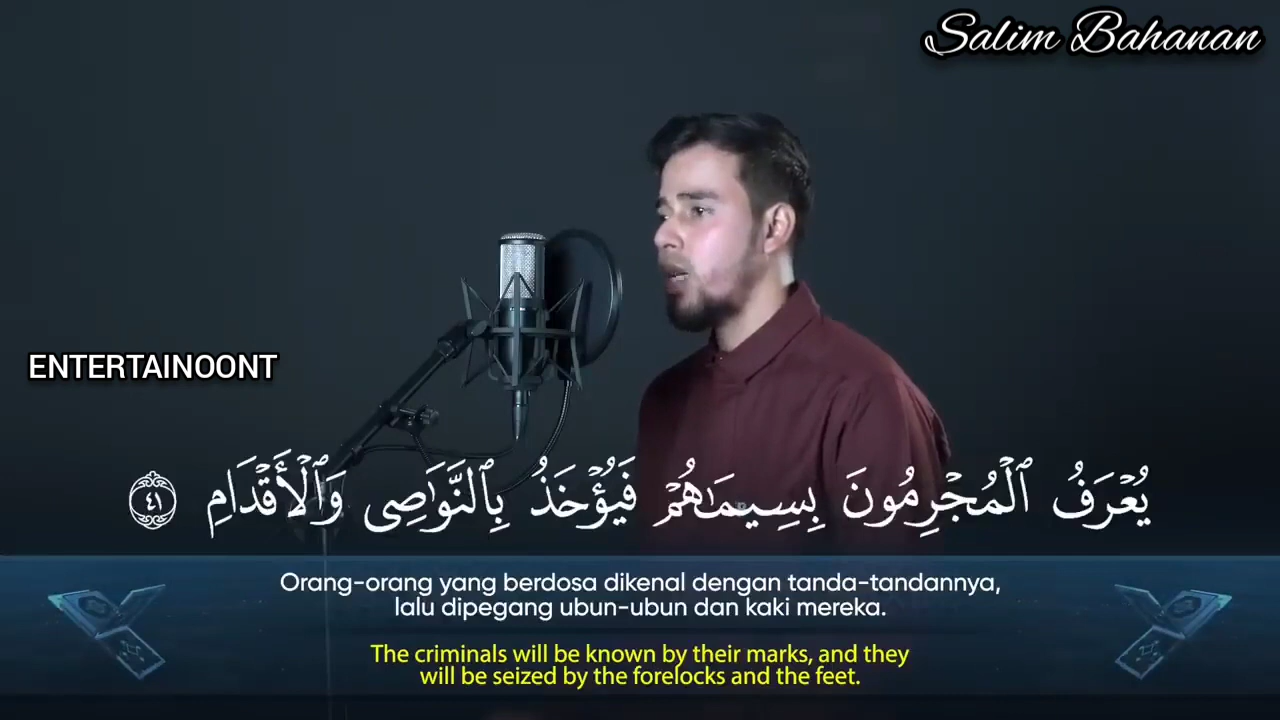 Salim Bahanan
ENTERTAINOONT
يُعْرَفُ ٱلْمُجْرِمُونَ بِسِيمَـٰهُمْ فَيُؤْخَذُ بِٱلنَّوَٰصِى وَٱلْأَقْدَامِ ٤١
Orang-orang yang berdosa dikenal dengan tanda-tandannya,
lalu dipegang ubun-ubun dan kaki mereka.
The criminals will be known by their marks, and they
will be seized by the forelocks and the feet.